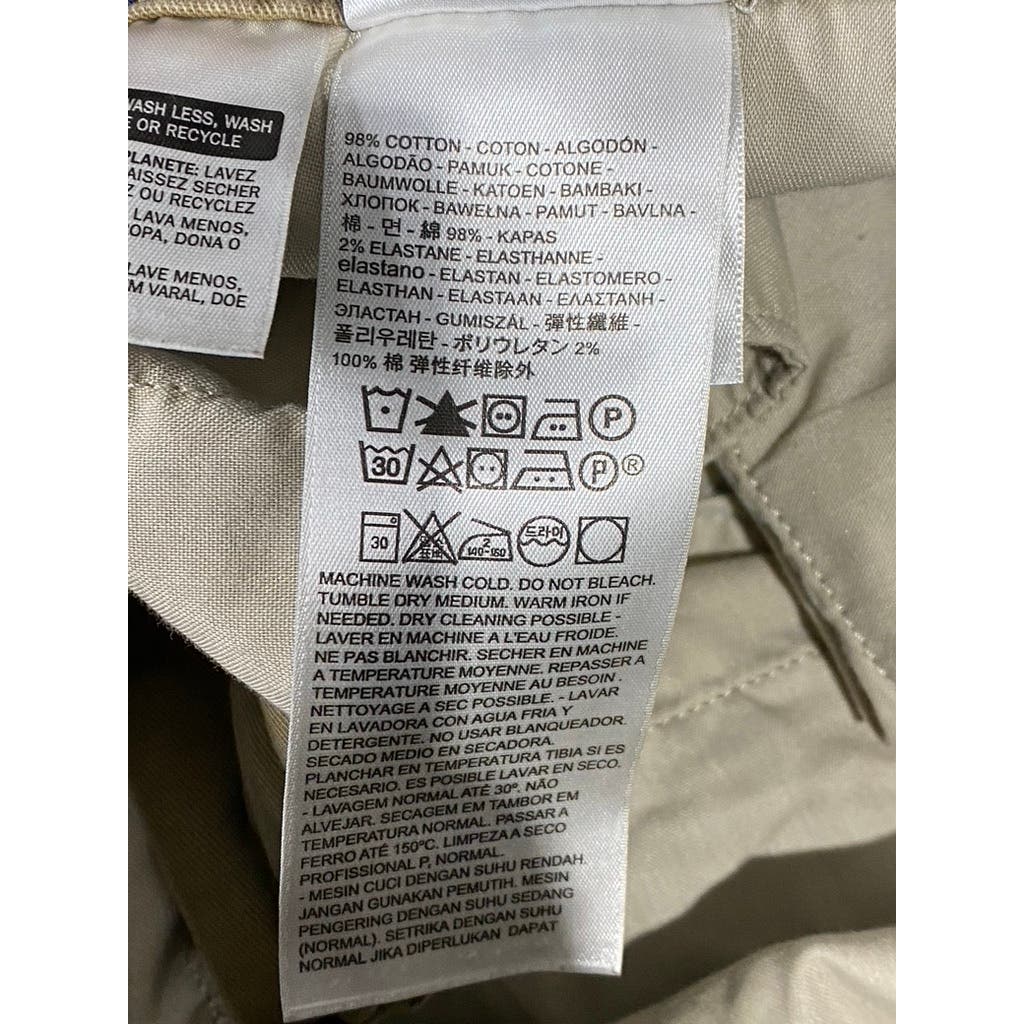 WASH LESS, WASH
E OR RECYCLE
PLANETE: LAVEZ
AISSEZ SECHER
Z OU RECYCLEZ
LAVA MENOS,
OPA, DONA O
LAVE MENOS,
M VARAL, DOE
98% COTTON - COTON - ALGODÓN -
ALGODÃO - PAMUK - COTONE -
BAUMWOLLE - KATOEN - BAMBAKI -
ХЛОПОК - BAWEŁNA - PAMUT - BAVLNA -
棉 - 면 - 綿 98% - KAPAS
2% ELASTANE - ELASTHANNE -
elastano - ELASTAN - ELASTOMERO -
ELASTHAN - ELASTAAN - ΕΛΑΣΤΑΝΗ -
ЭЛАСТАН - GUMISZÁL - 彈性纖維 -
폴리우레탄 - ポリウレタン 2%
100% 棉 弹性纤维除外
P
30 P ®
30 염소표백 2 140~160 드라이
MACHINE WASH COLD. DO NOT BLEACH.
TUMBLE DRY MEDIUM. WARM IRON IF
NEEDED. DRY CLEANING POSSIBLE -
LAVER EN MACHINE A L'EAU FROIDE.
NE PAS BLANCHIR. SECHER EN MACHINE
A TEMPERATURE MOYENNE. REPASSER A
TEMPERATURE MOYENNE AU BESOIN .
NETTOYAGE A SEC POSSIBLE. - LAVAR
EN LAVADORA CON AGUA FRIA Y
DETERGENTE. NO USAR BLANQUEADOR.
SECADO MEDIO EN SECADORA.
PLANCHAR EN TEMPERATURA TIBIA SI ES
NECESARIO. ES POSIBLE LAVAR EN SECO.
- LAVAGEM NORMAL ATÉ 30º. NÃO
ALVEJAR. SECAGEM EM TAMBOR EM
TEMPERATURA NORMAL. PASSAR A
FERRO ATÉ 150ºC. LIMPEZA A SECO
PROFISSIONAL P, NORMAL.
- MESIN CUCI DENGAN SUHU RENDAH.
JANGAN GUNAKAN PEMUTIH. MESIN
PENGERING DENGAN SUHU SEDANG
(NORMAL). SETRIKA DENGAN SUHU
NORMAL JIKA DIPERLUKAN DAPAT